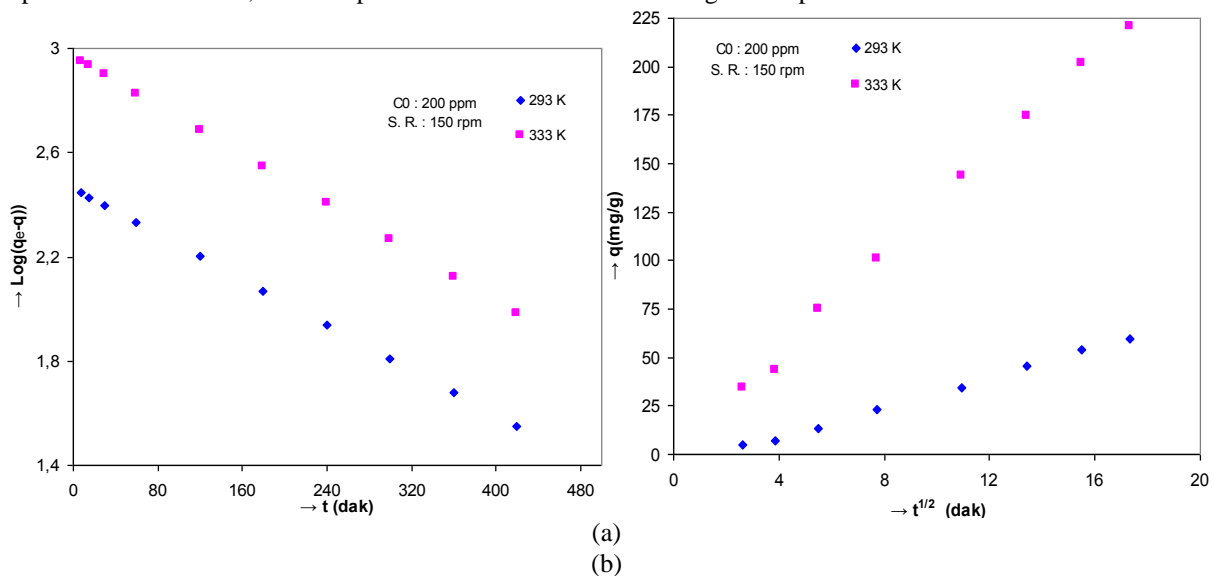 3
2,6
2,2
1,8
1,4
0
80
160
240
320
400
480
→ Log(qe-q)
→ t (dak)
C0 : 200 ppm
S. R. : 150 rpm
293 K
333 K
225
200
175
150
125
100
75
50
25
0
0
4
8
12
16
20
→ q(mg/g)
→ t1/2 (dak)
C0 : 200 ppm
S. R. : 150 rpm
293 K
333 K
(a)
(b)